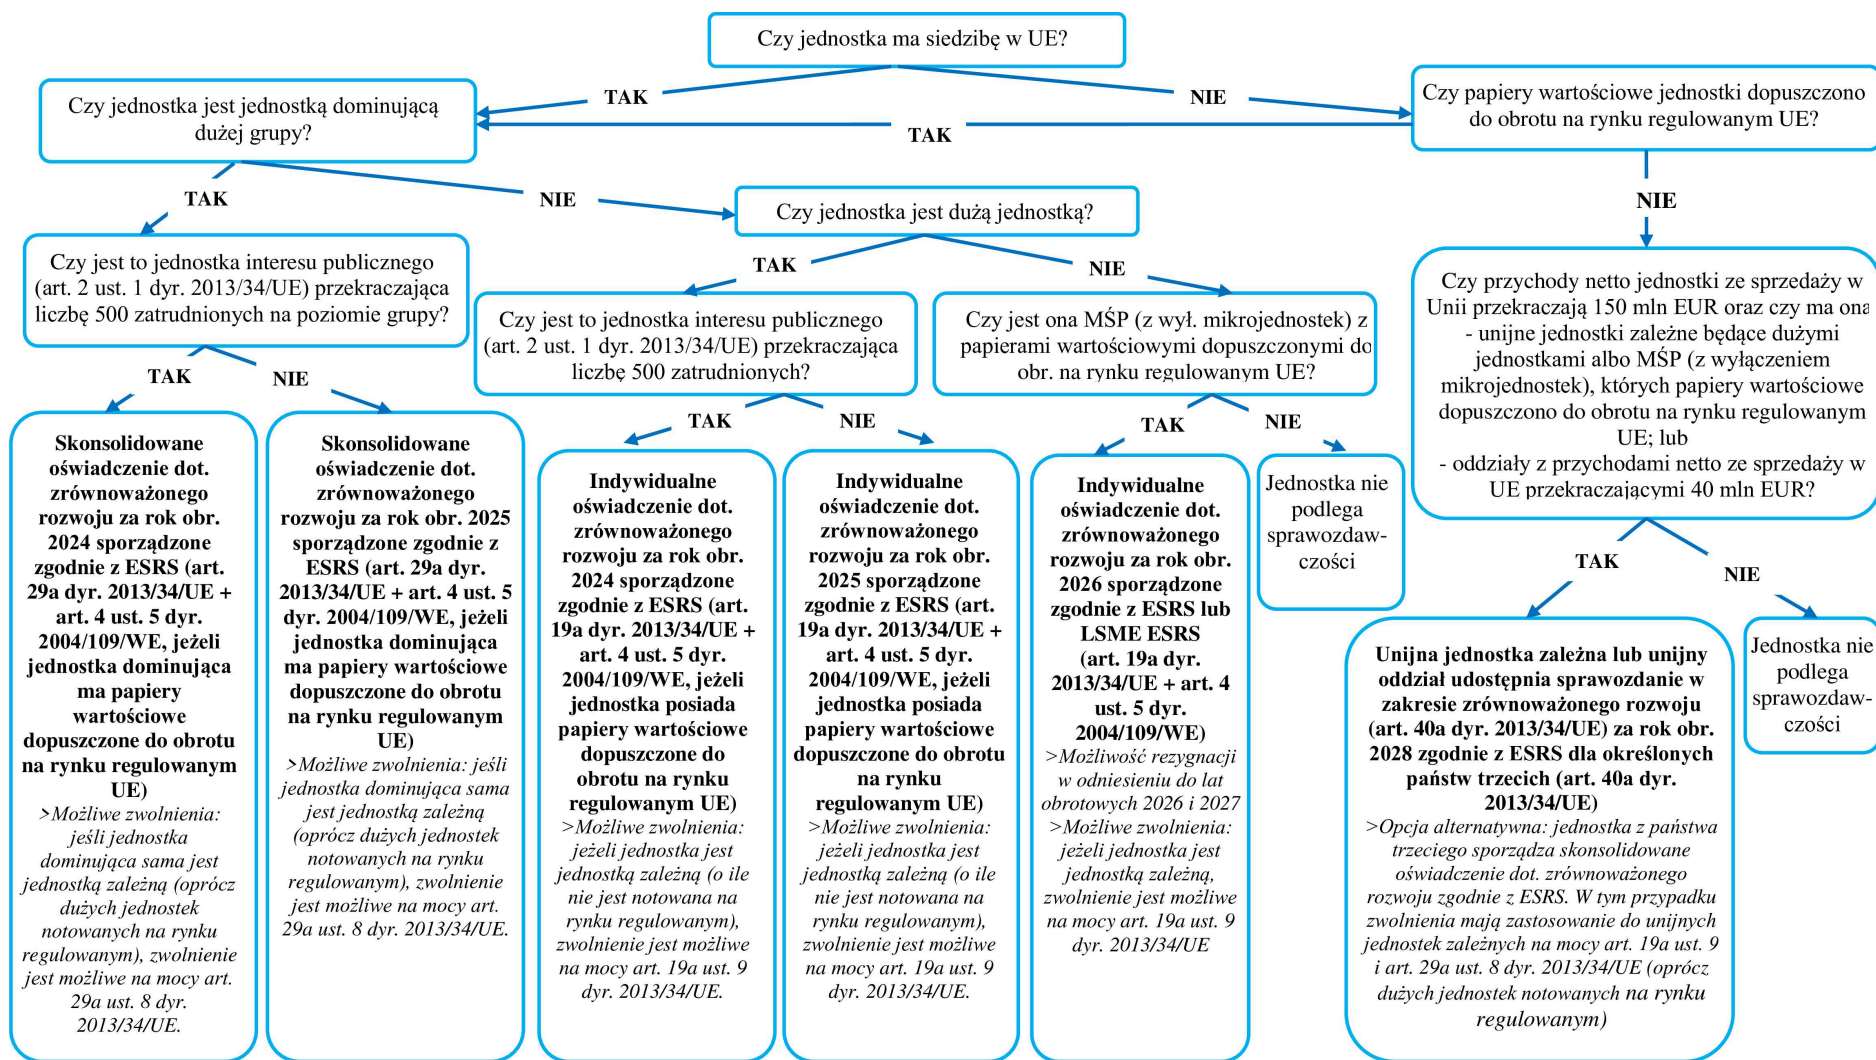 Czy jednostka ma siedzibę w UE?
TAK
NIE
Czy jednostka jest jednostką dominującą
dużej grupy?
Czy papiery wartościowe jednostki dopuszczono
do obrotu na rynku regulowanym UE?
TAK
TAK
NIE
NIE
Czy jednostka jest dużą jednostką?
Czy jest to jednostka interesu publicznego
(art. 2 ust. 1 dyr. 2013/34/UE) przekraczająca
liczbę 500 zatrudnionych na poziomie grupy?
TAK
NIE
Czy jest to jednostka interesu publicznego
(art. 2 ust. 1 dyr. 2013/34/UE) przekraczająca
liczbę 500 zatrudnionych?
Czy jest ona MŚP (z wył. mikrojednostek) z
papierami wartościowymi dopuszczonymi do
obr. na rynku regulowanym UE?
Czy przychody netto jednostki ze sprzedaży w
Unii przekraczają 150 mln EUR oraz czy ma ona
- unijne jednostki zależne będące dużymi
jednostkami albo MŚP (z wyłączeniem
mikrojednostek), których papiery wartościowe
dopuszczono do obrotu na rynku regulowanym
UE; lub
- oddziały z przychodami netto ze sprzedaży w
UE przekraczającymi 40 mln EUR?
TAK
NIE
TAK
NIE
TAK
NIE
TAK
NIE
Skonsolidowane
oświadczenie dot.
zrównoważonego
rozwoju za rok obr.
2024 sporządzone
zgodnie z ESRS (art.
29a dyr. 2013/34/UE +
art. 4 ust. 5 dyr.
2004/109/WE, jeżeli
jednostka dominująca
ma papiery
wartościowe
dopuszczone do obrotu
na rynku regulowanym
UE)
>Możliwe zwolnienia:
jeśli jednostka
dominująca sama jest
jednostką zależną (oprócz
dużych jednostek
notowanych na rynku
regulowanym), zwolnienie
jest możliwe na mocy art.
29a ust. 8 dyr.
2013/34/UE.
Skonsolidowane
oświadczenie dot.
zrównoważonego
rozwoju za rok obr. 2025
sporządzone zgodnie z
ESRS (art. 29a dyr.
2013/34/UE + art. 4 ust. 5
dyr. 2004/109/WE, jeżeli
jednostka dominująca
ma papiery wartościowe
dopuszczone do obrotu
na rynku regulowanym
UE)
>Możliwe zwolnienia: jeśli
jednostka dominująca sama
jest jednostką zależną
(oprócz dużych jednostek
notowanych na rynku
regulowanym), zwolnienie
jest możliwe na mocy art.
29a ust. 8 dyr. 2013/34/UE.
Indywidualne
oświadczenie dot.
zrównoważonego
rozwoju za rok obr.
2024 sporządzone
zgodnie z ESRS (art.
19a dyr. 2013/34/UE +
art. 4 ust. 5 dyr.
2004/109/WE, jeżeli
jednostka posiada
papiery wartościowe
dopuszczone do
obrotu na rynku
regulowanym UE)
>Możliwe zwolnienia:
jeżeli jednostka jest
jednostką zależną (o ile
nie jest notowana na
rynku regulowanym),
zwolnienie jest możliwe
na mocy art. 19a ust. 9
dyr. 2013/34/UE.
Indywidualne
oświadczenie dot.
zrównoważonego
rozwoju za rok obr.
2025 sporządzone
zgodnie z ESRS (art.
19a dyr. 2013/34/UE +
art. 4 ust. 5 dyr.
2004/109/WE, jeżeli
jednostka posiada
papiery wartościowe
dopuszczone do obrotu
na rynku
regulowanym UE)
>Możliwe zwolnienia:
jeżeli jednostka jest
jednostką zależną (o ile
nie jest notowana na
rynku regulowanym),
zwolnienie jest możliwe
na mocy art. 19a ust. 9
dyr. 2013/34/UE.
Indywidualne
oświadczenie dot.
zrównoważonego
rozwoju za rok obr.
2026 sporządzone
zgodnie z ESRS lub
LSME ESRS
(art. 19a dyr.
2013/34/UE + art. 4
ust. 5 dyr.
2004/109/WE)
>Możliwość rezygnacji
w odniesieniu do lat
obrotowych 2026 i 2027
>Możliwe zwolnienia:
jeżeli jednostka jest
jednostką zależną,
zwolnienie jest możliwe
na mocy art. 19a ust. 9
dyr. 2013/34/UE
Jednostka nie
podlega
sprawozdaw-
czości
Unijna jednostka zależna lub unijny
oddział udostępnia sprawozdanie w
zakresie zrównoważonego rozwoju
(art. 40a dyr. 2013/34/UE) za rok obr.
2028 zgodnie z ESRS dla określonych
państw trzecich (art. 40a dyr.
2013/34/UE)
>Opcja alternatywna: jednostka z państwa
trzeciego sporządza skonsolidowane
oświadczenie dot. zrównoważonego
rozwoju zgodnie z ESRS. W tym przypadku
zwolnienia mają zastosowanie do unijnych
jednostek zależnych na mocy art. 19a ust. 9
i art. 29a ust. 8 dyr. 2013/34/UE (oprócz
dużych jednostek notowanych na rynku
regulowanym)
Jednostka nie
podlega
sprawozdaw-
czości